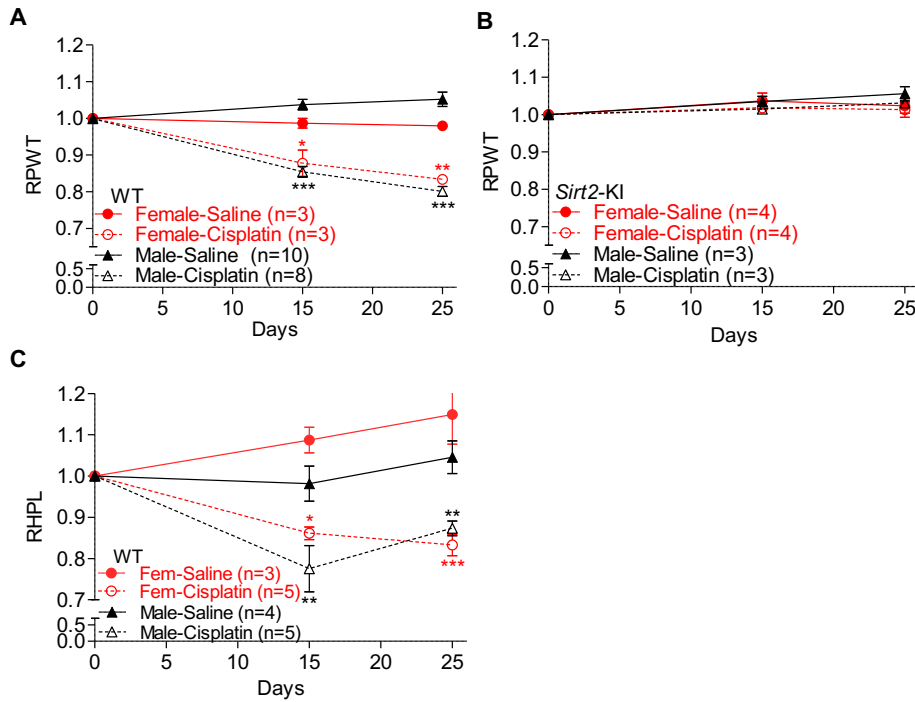 A
1.2
1.1
1.0
0.9
0.8
0.7
0.5
0.0
RPWT
*
**
***
***
WT
Female-Saline (n=3)
Female-Cisplatin (n=3)
Male-Saline (n=10)
Male-Cisplatin (n=8)
0 5 10 15 20 25
Days
B
1.2
1.1
1.0
0.9
0.8
0.7
0.5
0.0
RPWT
Sirt2-KI
Female-Saline (n=4)
Female-Cisplatin (n=4)
Male-Saline (n=3)
Male-Cisplatin (n=3)
0 5 10 15 20 25
Days
C
1.2
1.1
1.0
0.9
0.8
0.7
0.5
0.0
RHPL
*
**
**
***
WT
Fem-Saline (n=3)
Fem-Cisplatin (n=5)
Male-Saline (n=4)
Male-Cisplatin (n=5)
0 5 10 15 20 25
Days